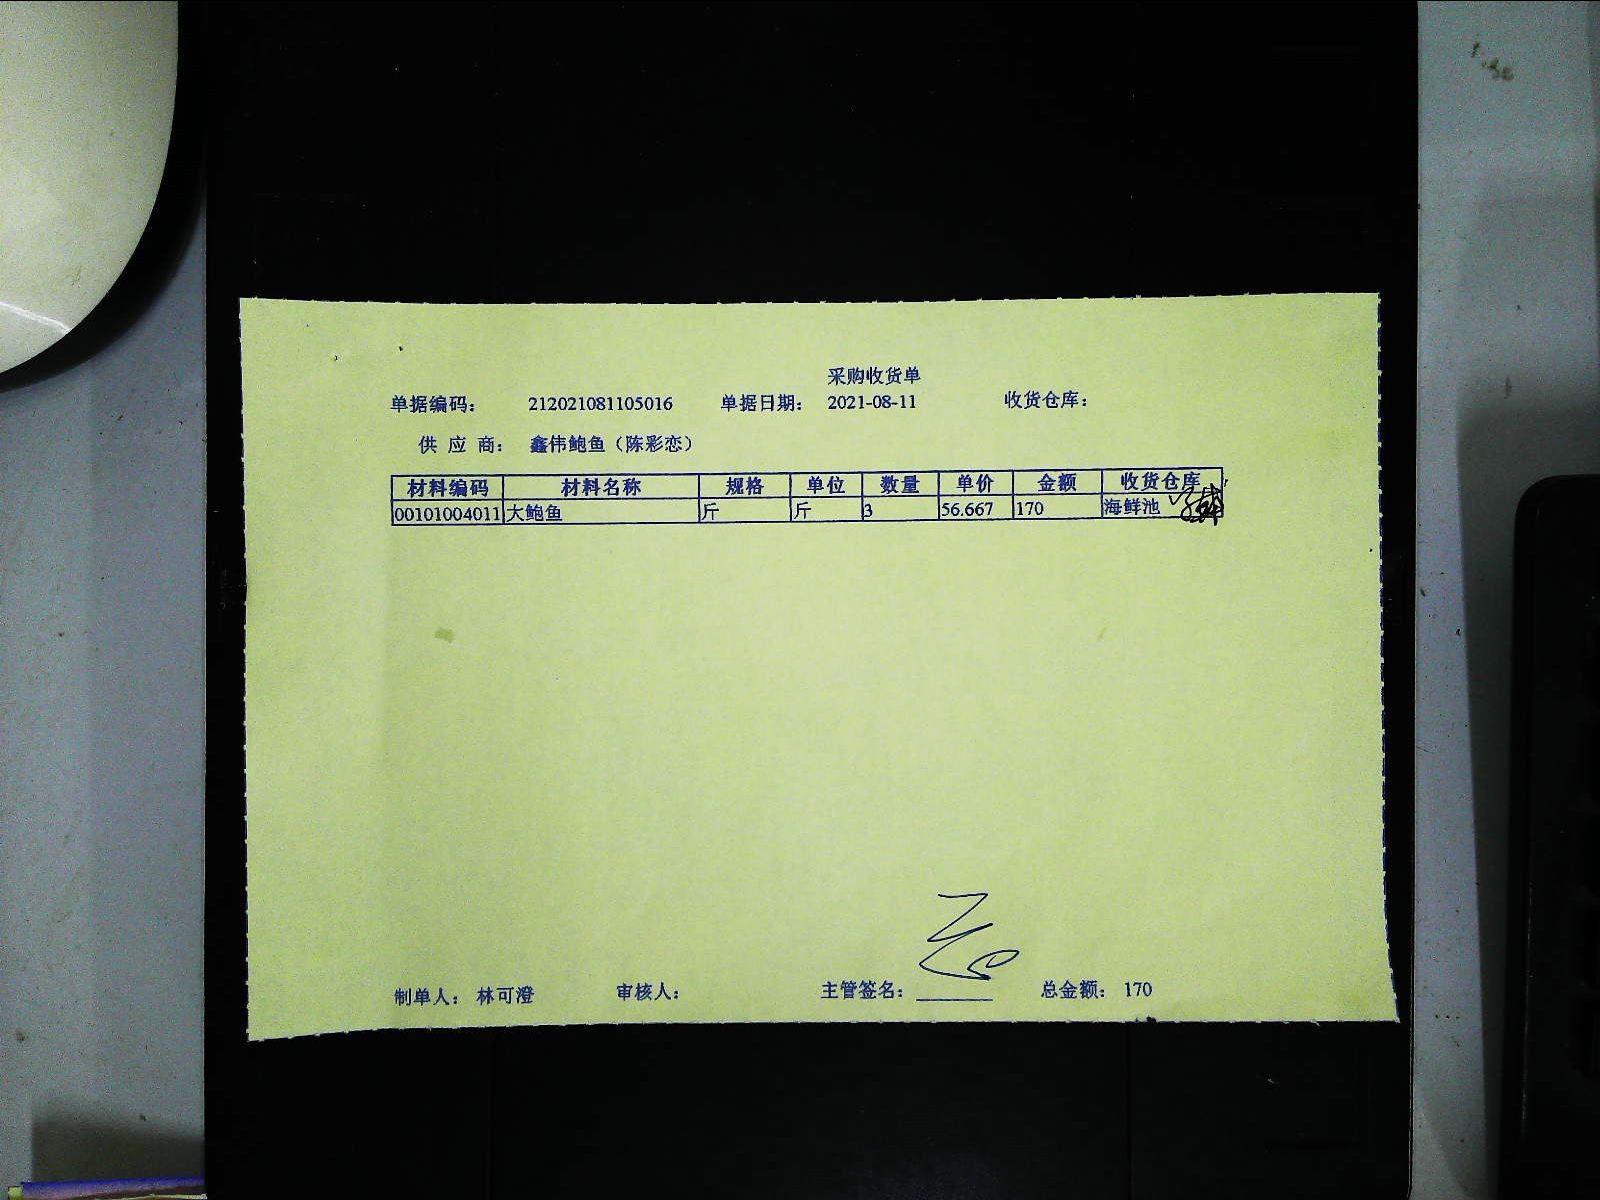 采购收货单
单据编码： 212021081105016 单据日期： 2021-08-11 收货仓库：
供 应 商： 鑫伟鲍鱼（陈彩恋）
材料编码 材料名称 规格 单位 数量 单价 金额 收货仓库
00101004011 大鲍鱼 斤 斤 3 56.667 170 海鲜池
制单人： 林可澄 审核人： 主管签名： 总金额： 170